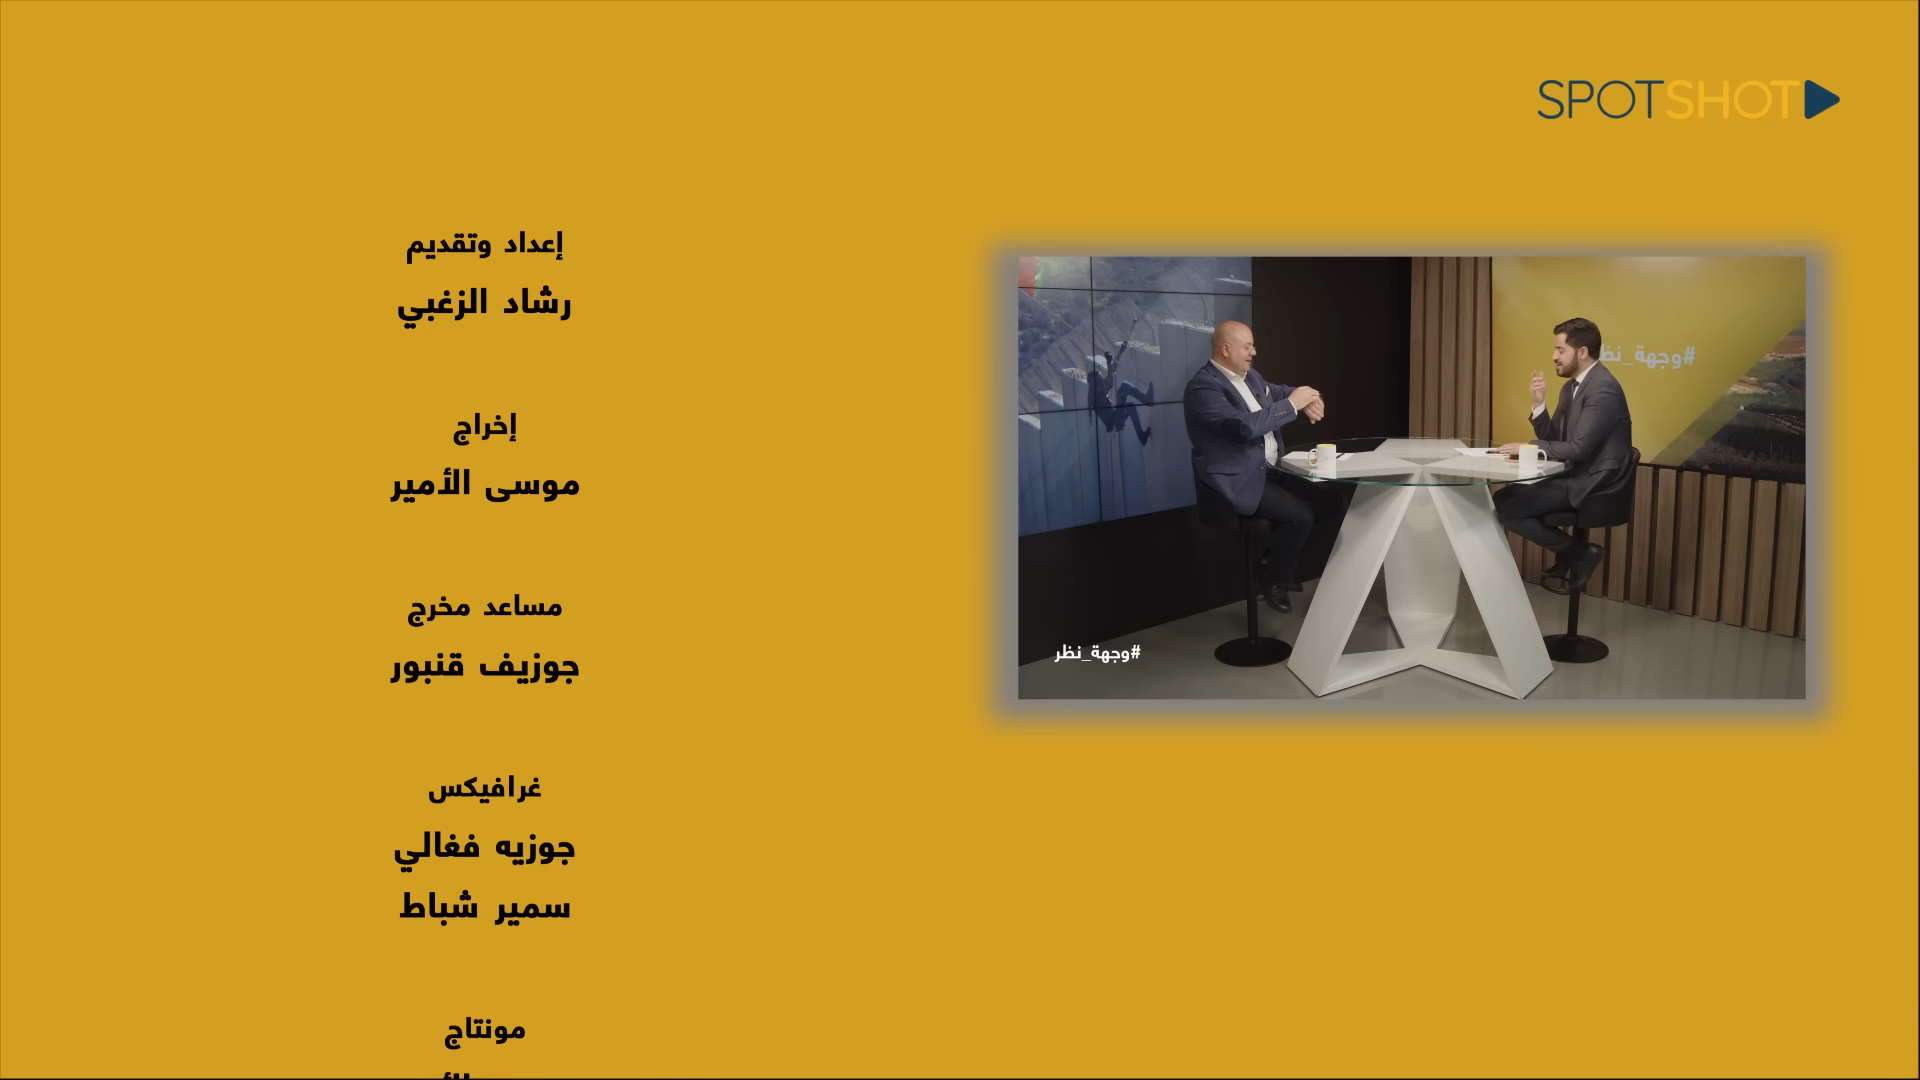 SPOTSHOT
إعداد وتقديم
رشاد الزغبي
إخراج
موسى الأمير
مساعد مخرج
جوزيف قنبور
غرافيكس
جوزيه فغالي
سمير شباط
مونتاج
#وجهة_نظر
#وجهة_نظر